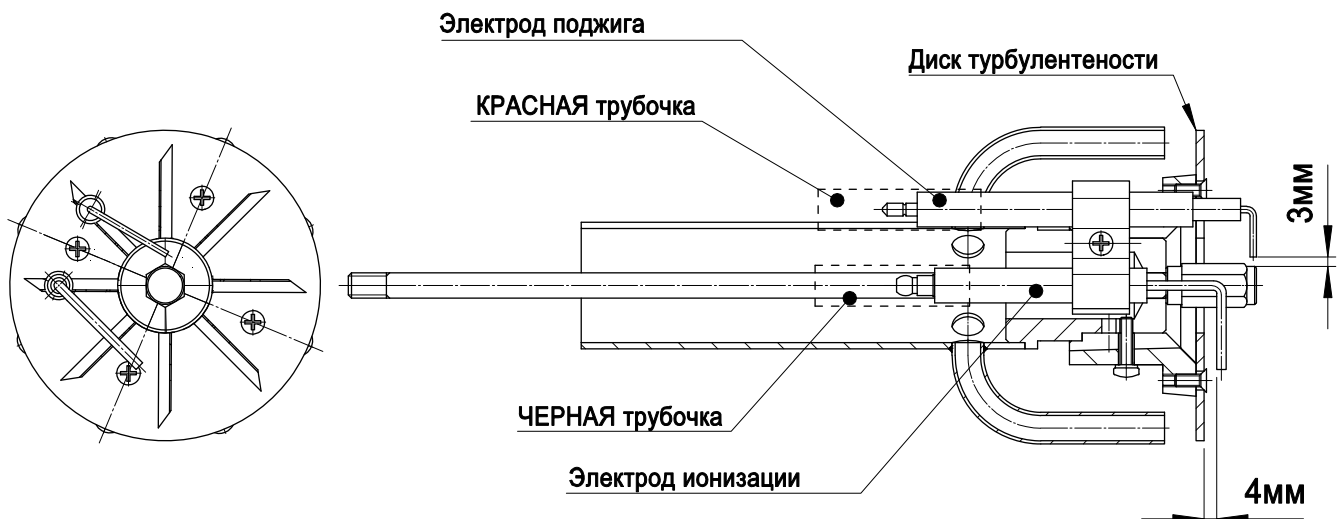 Электрод поджига
Диск турбулентености
КРАСНАЯ трубочка
3мм
ЧЕРНАЯ трубочка
Электрод ионизации
4мм